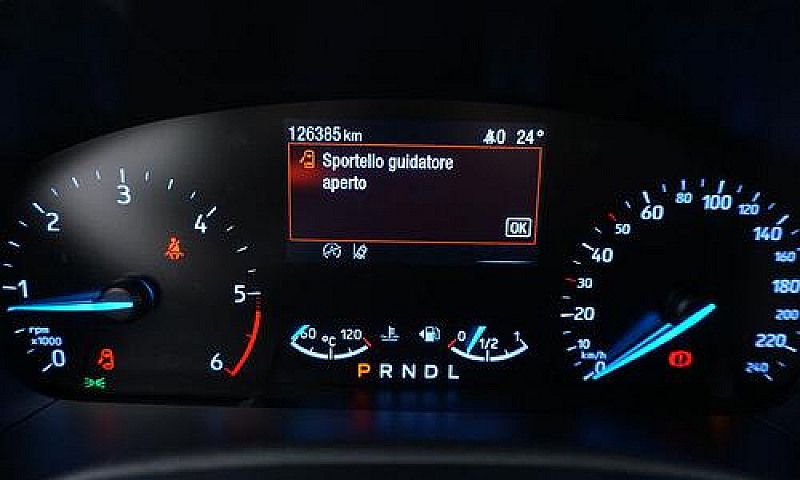 126385 km 0 24°
Sportello guidatore
aperto
OK
0 1 2 3 4 5 6
rpm
x1000
60 °C 120
0 1/2 1
P R N D L
0 10 20 30 40 50 60 80 100 120 140 160 180 200 220 240
km/h